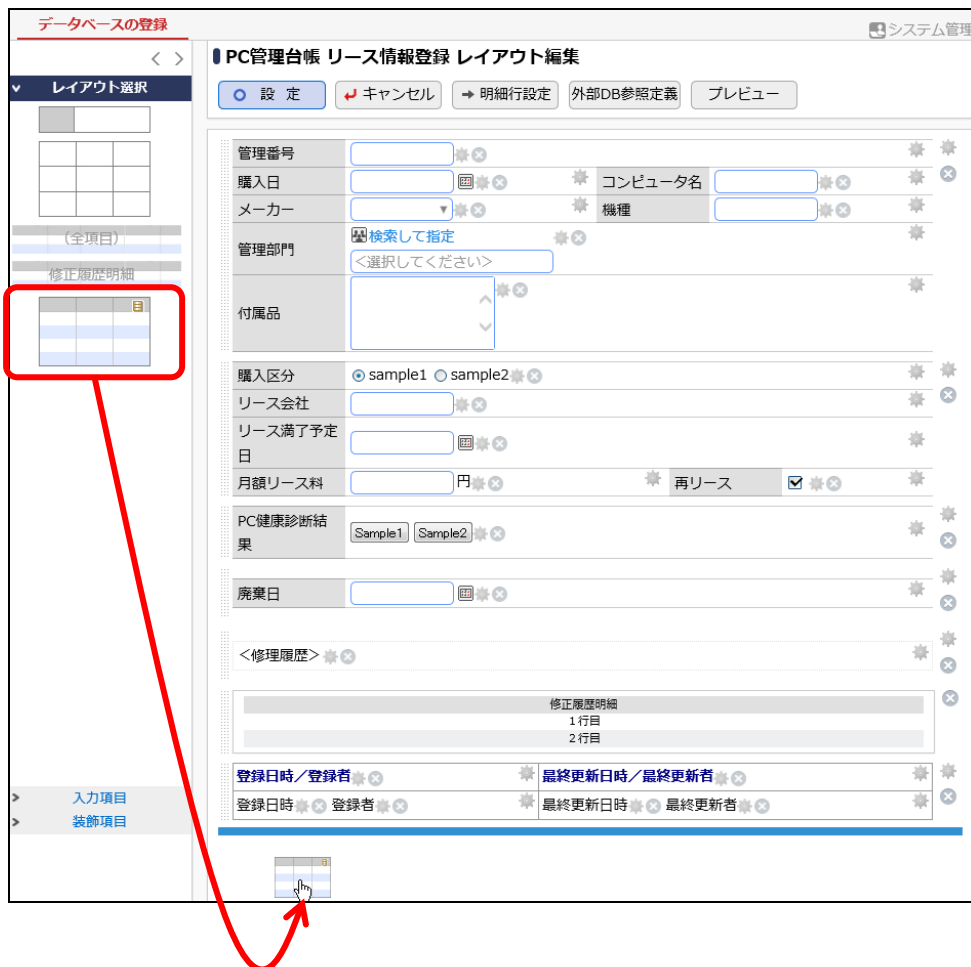 データベースの登録
システム管理
PC管理台帳 リース情報登録 レイアウト編集
レイアウト選択
設 定 キャンセル 明細行設定 外部DB参照定義 プレビュー
(全項目)
修正履歴明細
管理番号
購入日 コンピュータ名
メーカー 機種
管理部門 検索して指定
<選択してください>
付属品
購入区分 sample1 sample2
リース会社
リース満了予定
日
月額リース料 円 再リース
PC健康診断結
果 Sample1 Sample2
廃棄日
<修理履歴>
修正履歴明細
1行目
2行目
登録日時/登録者 最終更新日時/最終更新者
登録日時 登録者 最終更新日時 最終更新者
入力項目
装飾項目